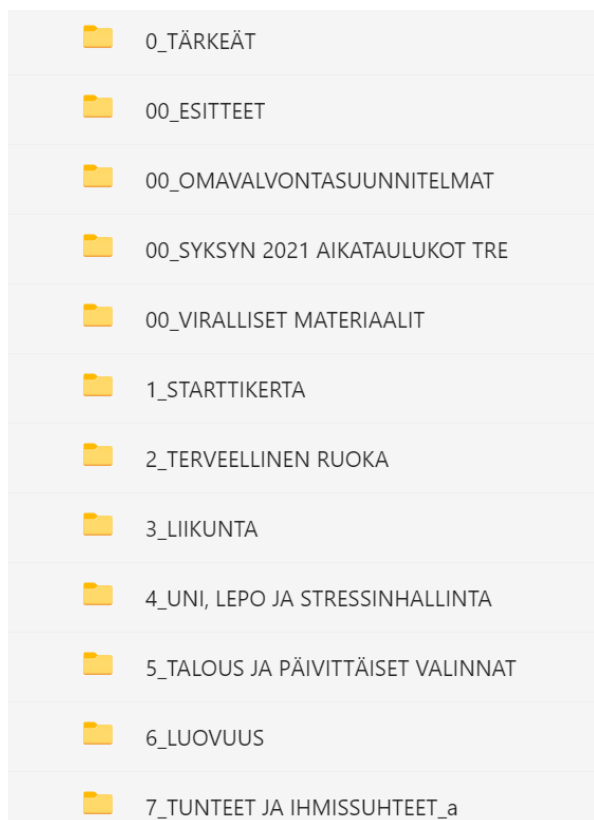 0_TÄRKEÄT
00_ESITTEET
00_OMAVALVONTASUUNNITELMAT
00_SYKSYN 2021 AIKATAULUKOT TRE
00_VIRALLISET MATERIAALIT
1_STARTTIKERTA
2_TERVEELLINEN RUOKA
3_LIIKUNTA
4_UNI, LEPO JA STRESSINHALLINTA
5_TALOUS JA PÄIVITTÄISET VALINNAT
6_LUOVUUS
7_TUNTEET JA IHMISSUHTEET_a